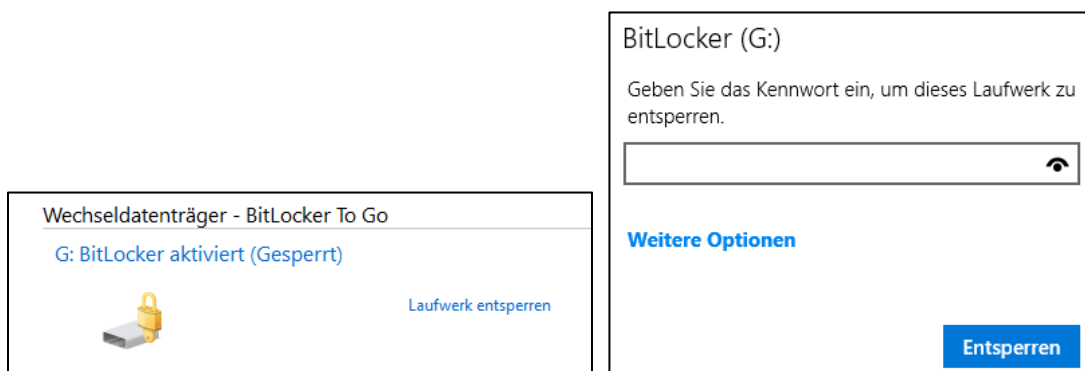 Wechseldatenträger - BitLocker To Go
G: BitLocker aktiviert (Gesperrt)
Laufwerk entsperren
BitLocker (G:)
Geben Sie das Kennwort ein, um dieses Laufwerk zu
entsperren.
Weitere Optionen
Entsperren